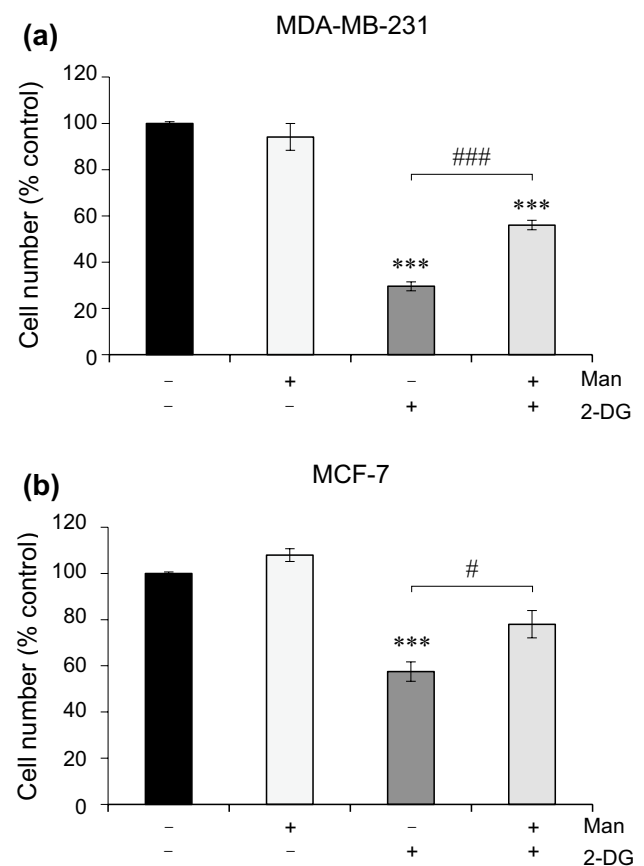 (a)
MDA-MB-231
Cell number (% control)
120
100
80
60
40
20
0
###
***
***
– + – + Man
– – + + 2-DG
(b)
MCF-7
Cell number (% control)
120
100
80
60
40
20
0
#
***
– + – + Man
– – + + 2-DG